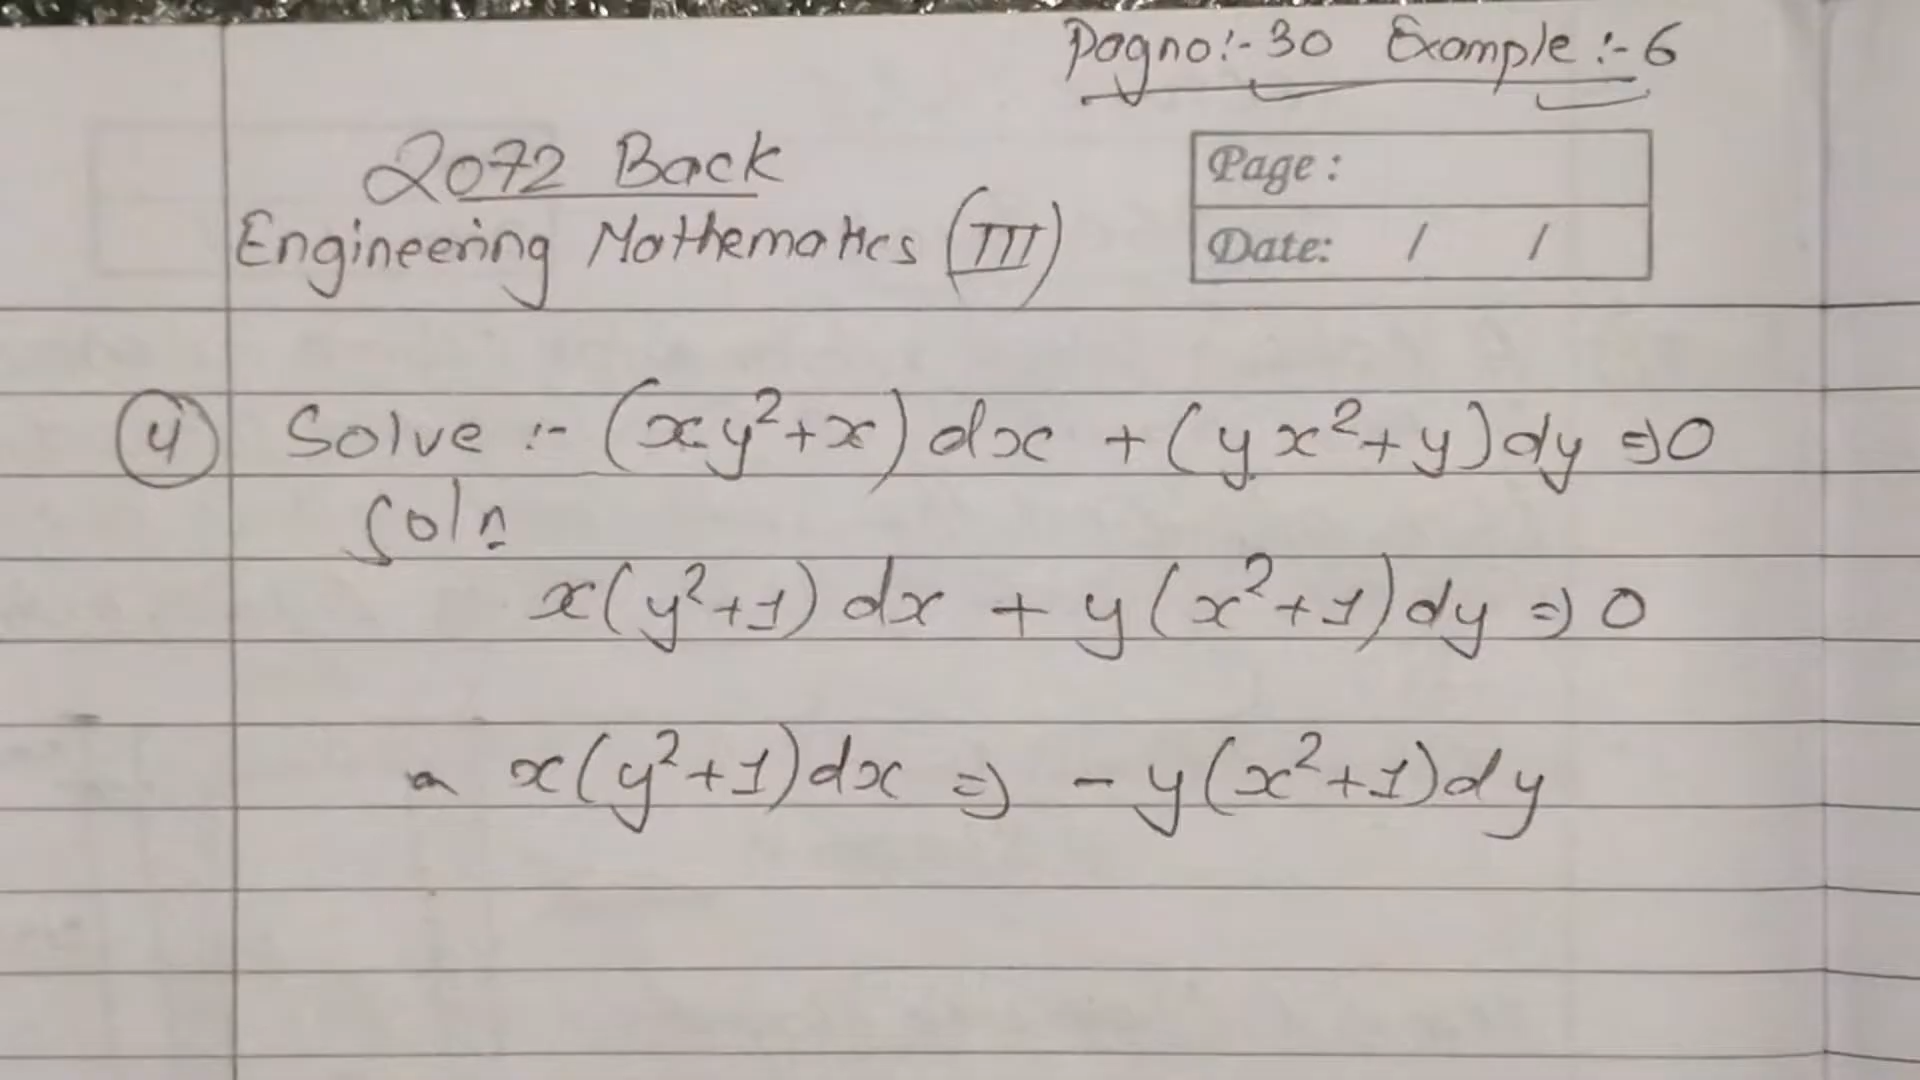 Pagno:- 30 Example :- 6
2072 Back
Engineering Mathematics (III)
Page :
Date: / /
4 Solve :- (xy²+x) dx + (yx²+y)dy => 0
Soln
x(y²+1) dx + y(x²+1)dy => 0
x(y²+1)dx => - y(x²+1)dy